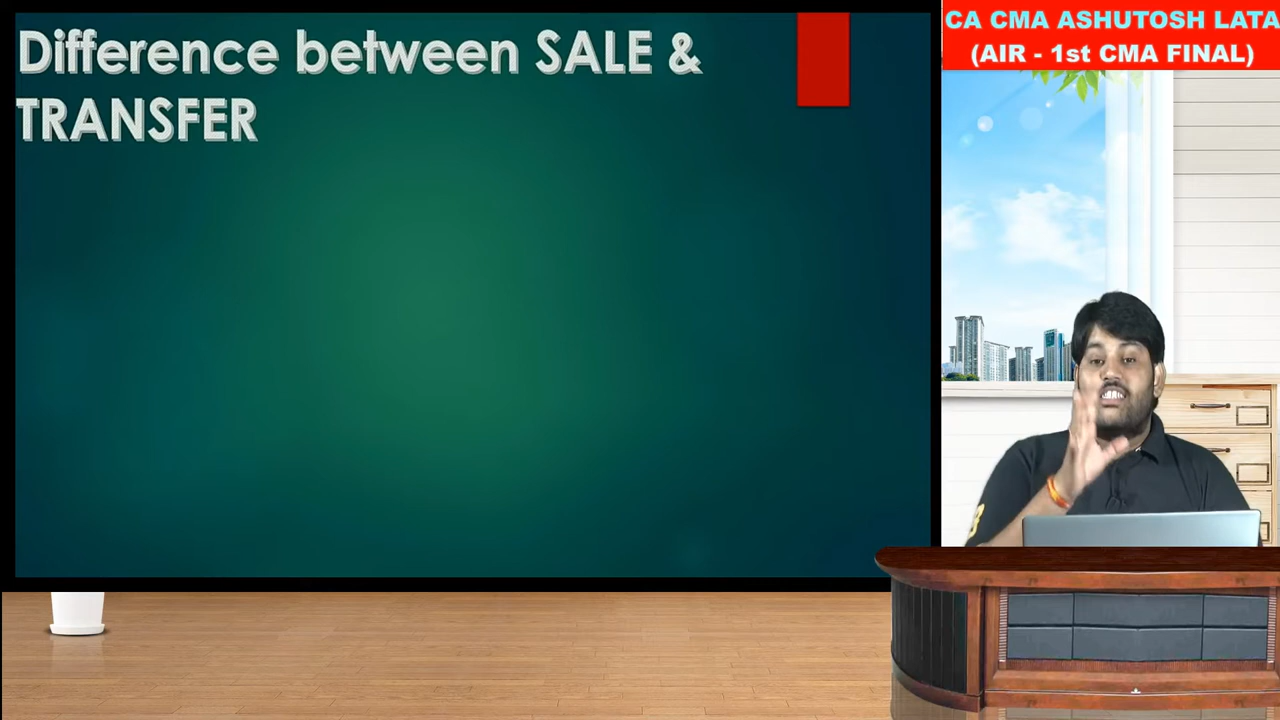 Difference between SALE &
TRANSFER
CA CMA ASHUTOSH LATA
(AIR - 1st CMA FINAL)